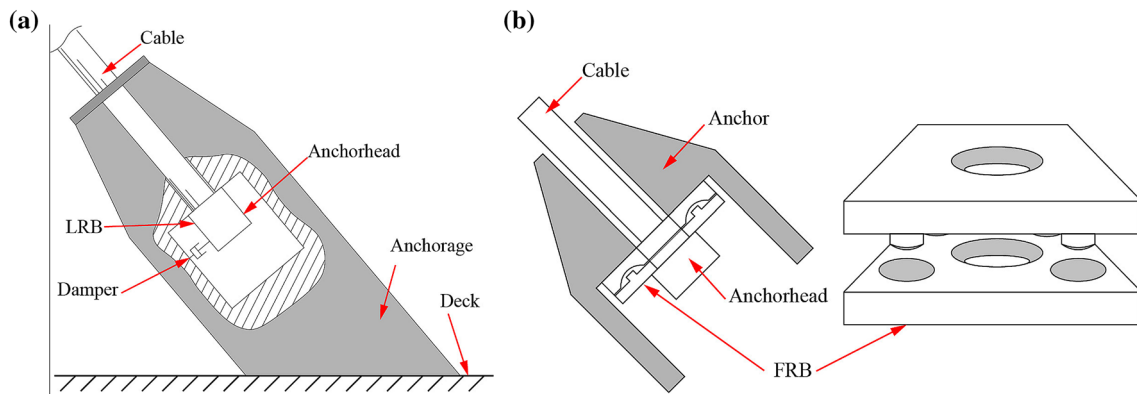 (a)
Cable
Anchorhead
LRB
Anchorage
Damper
Deck
(b)
Cable
Anchor
Anchorhead
FRB